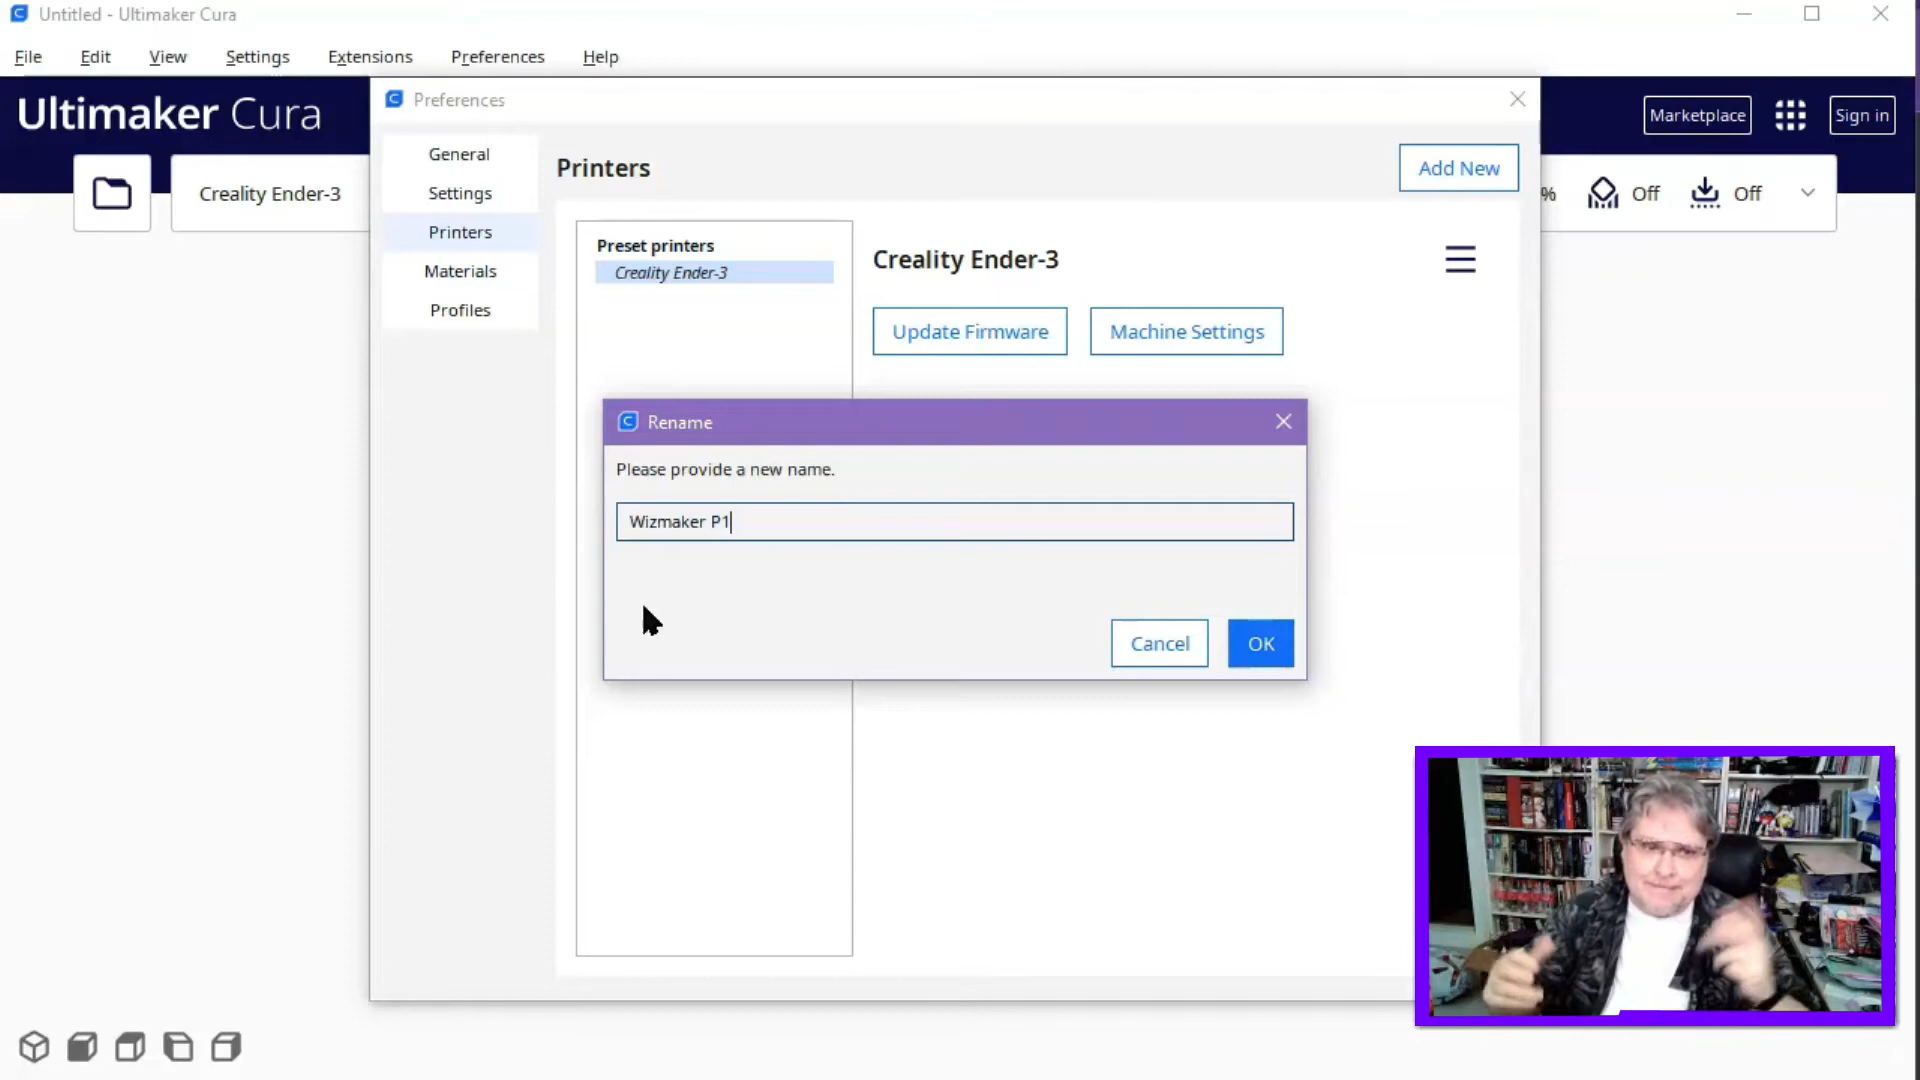 Untitled - Ultimaker Cura
File Edit View Settings Extensions Preferences Help
Ultimaker Cura
Preferences
Marketplace
Sign in
Creality Ender-3
% Off Off
General
Settings
Printers
Materials
Profiles
Printers
Add New
Preset printers
Creality Ender-3
Creality Ender-3
Update Firmware Machine Settings
Rename
Please provide a new name.
Wizmaker P1
Cancel OK